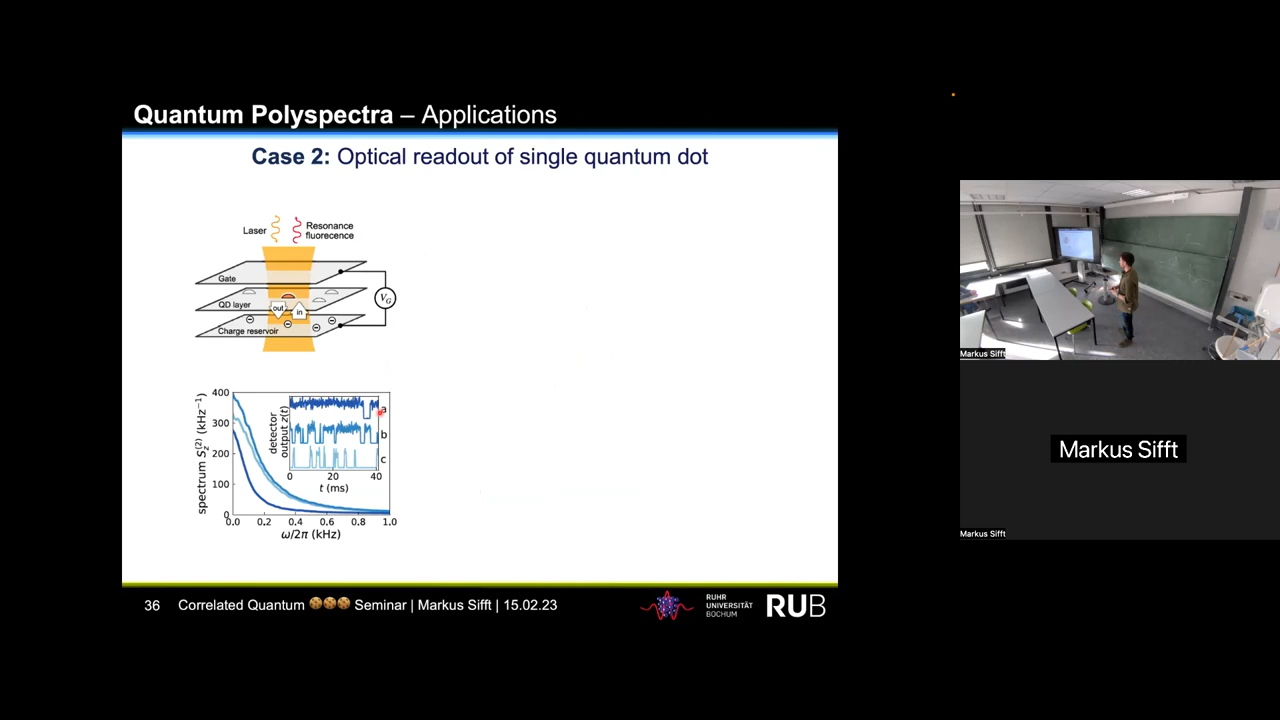 Quantum Polyspectra – Applications
Case 2: Optical readout of single quantum dot
Laser
Resonance
fluorecence
Gate
QD layer
out
in
Charge reservoir
V_G
400
300
200
100
0
spectrum S_z^(2) (kHz⁻¹)
detector
output z(t)
a
b
c
0 20 40
t (ms)
0.0 0.2 0.4 0.6 0.8 1.0
ω/2π (kHz)
36 Correlated Quantum 🍪🍪🍪 Seminar | Markus Sifft | 15.02.23
RUHR
UNIVERSITÄT
BOCHUM
RUB
Markus Sifft
Markus Sifft
Markus Sifft